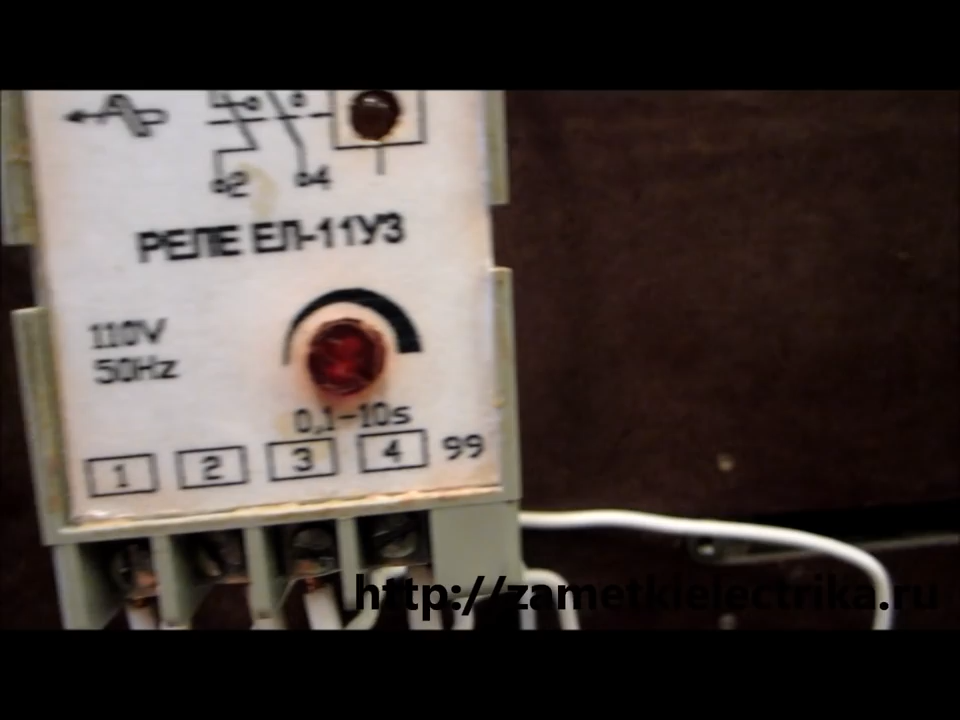 2 4
РЕЛЕ ЕЛ-11У3
110V
50Hz
0,1-10s
1 2 3 4 99
http://zametkielectrika.ru